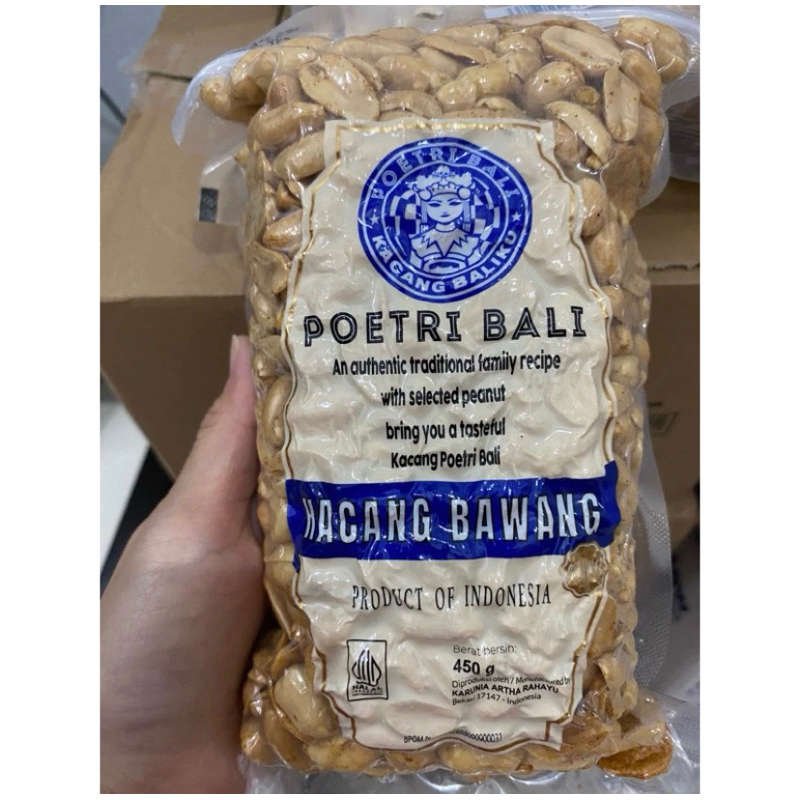 POETRI BALI
KACANG BALIKU
POETRI BALI
An authentic traditional family recipe
with selected peanut
bring you a tasteful
Kacang Poetri Bali
KACANG BAWANG
PRODUCT OF INDONESIA
HALAL
Berat bersih:
450 g
Diproduksi oleh / Manufactured by
KARUNIA ARTHA RAHAYU
17147 - Indonesia
BPOM